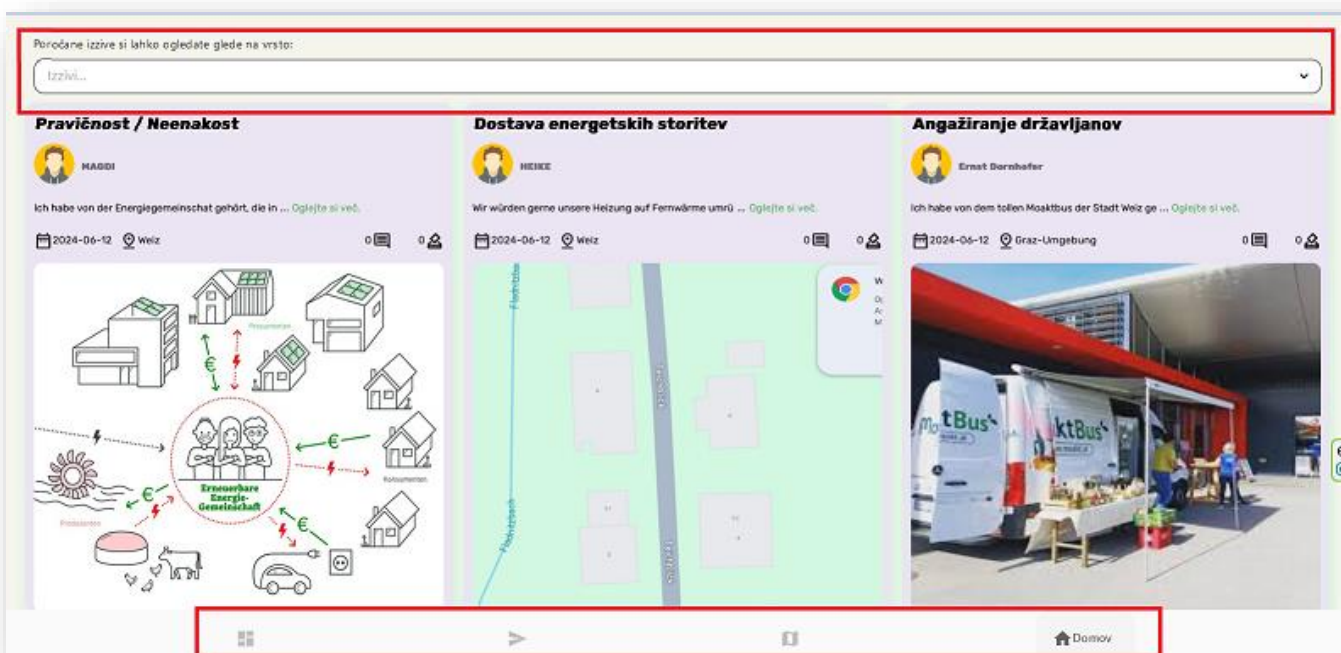 Poročane izzive si lahko ogledate glede na vrsto:
Izzivi...
Pravičnost / Neenakost
MAGDI
Ich habe von der Energiegemeinschat gehört, die in ... Oglejte si več.
2024-06-12 Weiz
0 0
Prosumenten
€
€
€
€
Erneuerbare
Energie-
Gemeinschaft
Konsumenten
Produzenten
Dostava energetskih storitev
HEIKE
Wir würden gerne unsere Heizung auf Fernwärme umrü ... Oglejte si več.
2024-06-12 Weiz
0 0
Fladnitzbach
W
Angažiranje državljanov
Ernst Dornhofer
Ich habe von dem tollen Moaktbus der Stadt Weiz ge ... Oglejte si več.
2024-06-12 Graz-Umgebung
0 0
tBus
ktBus
Domov